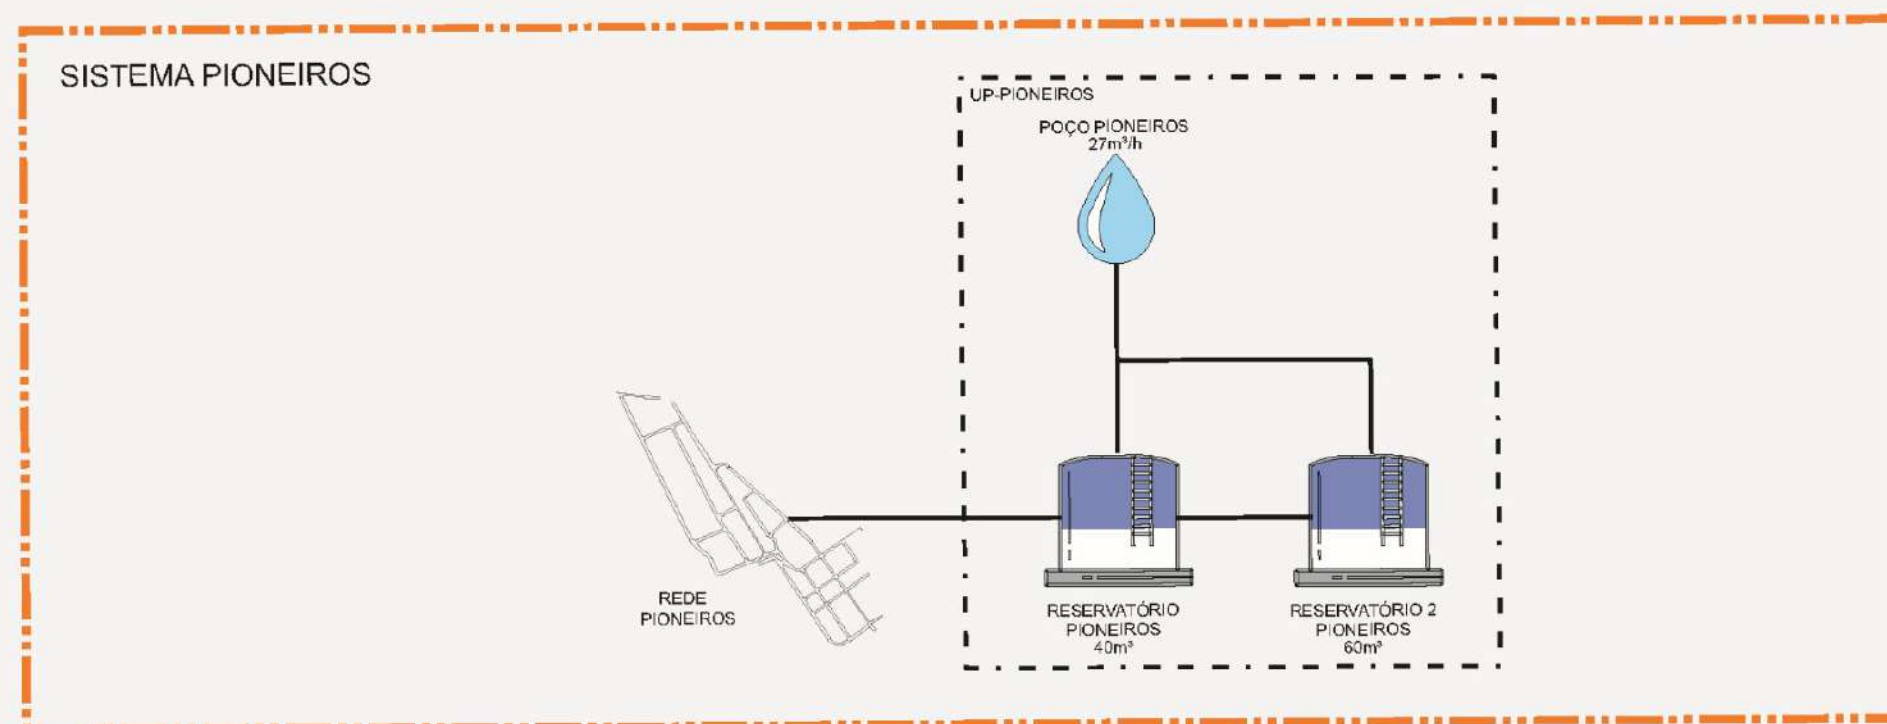 SISTEMA PIONEIROS
UP-PIONEIROS
POÇO PIONEIROS
27m³/h
REDE
PIONEIROS
RESERVATÓRIO
PIONEIROS
40m³
RESERVATÓRIO 2
PIONEIROS
60m³